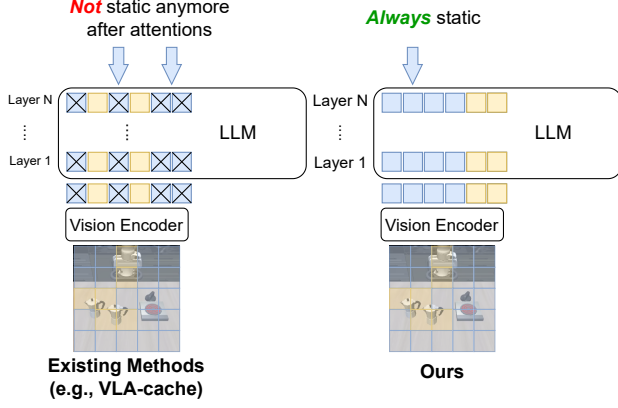 Not static anymore
after attentions
Layer N
Layer 1
LLM
Vision Encoder
Existing Methods
(e.g., VLA-cache)
Always static
Layer N
Layer 1
LLM
Vision Encoder
Ours